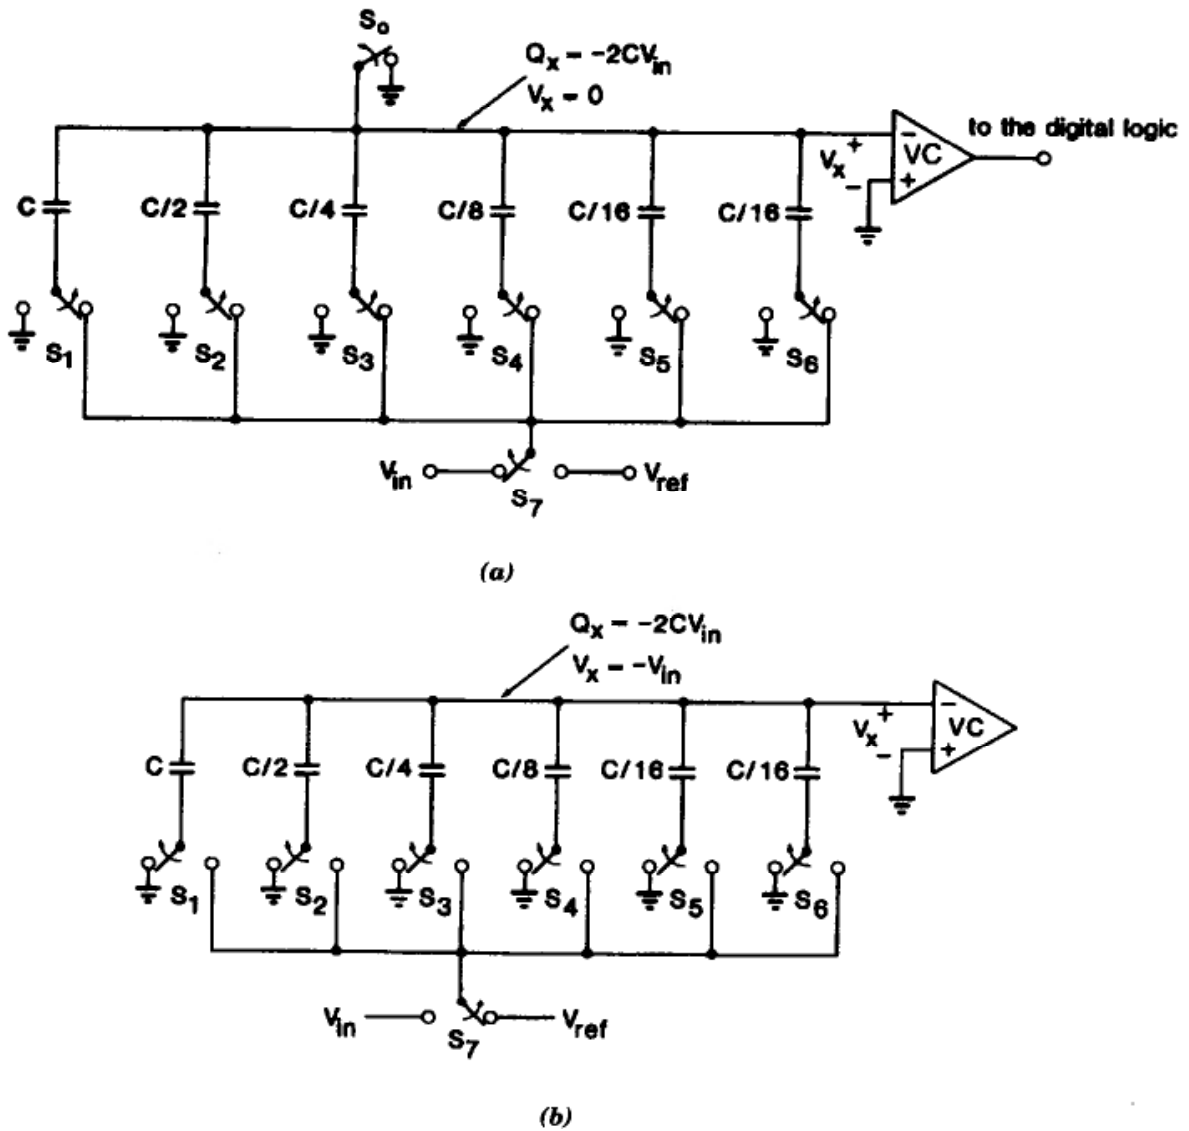 S₀
Qₓ = -2CVᵢₙ
Vₓ = 0
to the digital logic
Vₓ + - - VC +
C C/2 C/4 C/8 C/16 C/16
S₁ S₂ S₃ S₄ S₅ S₆
Vᵢₙ S₇ V_ref
(a)
Qₓ = -2CVᵢₙ
Vₓ = -Vᵢₙ
Vₓ + - - VC +
C C/2 C/4 C/8 C/16 C/16
S₁ S₂ S₃ S₄ S₅ S₆
Vᵢₙ S₇ V_ref
(b)